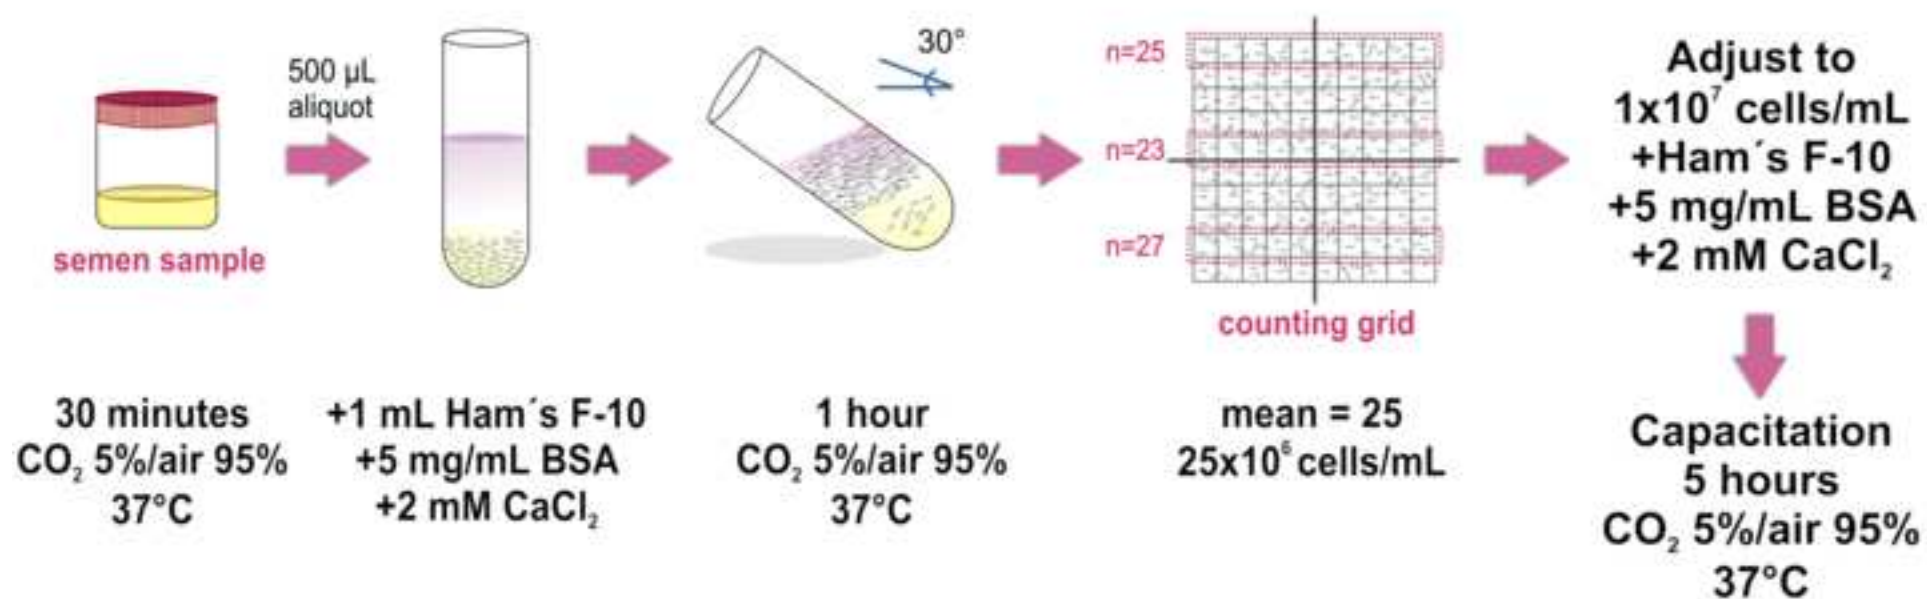 semen sample
30 minutes
CO₂ 5%/air 95%
37°C
500 µL
aliquot
+1 mL Ham´s F-10
+5 mg/mL BSA
+2 mM CaCl₂
30°
1 hour
CO₂ 5%/air 95%
37°C
n=25
n=23
n=27
counting grid
mean = 25
25x10⁶ cells/mL
Adjust to
1x10⁷ cells/mL
+Ham´s F-10
+5 mg/mL BSA
+2 mM CaCl₂
Capacitation
5 hours
CO₂ 5%/air 95%
37°C